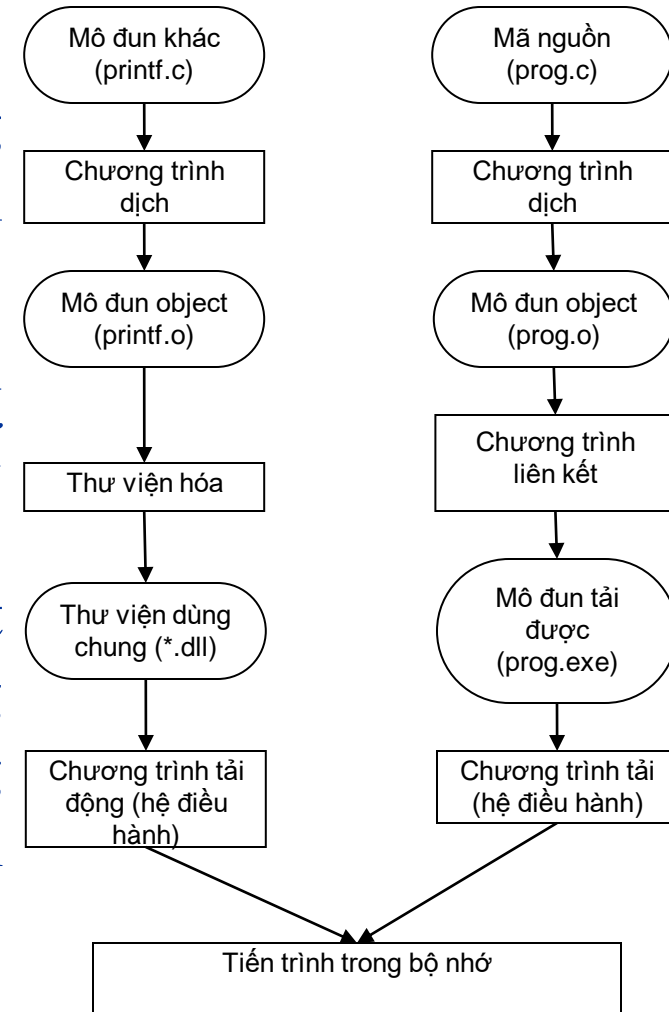 Mô đun khác
(printf.c)
Chương trình
dịch
Mô đun object
(printf.o)
Thư viện hóa
Thư viện dùng
chung (*.dll)
Chương trình tải
động (hệ điều
hành)
Mã nguồn
(prog.c)
Chương trình
dịch
Mô đun object
(prog.o)
Chương trình
liên kết
Mô đun tải
được
(prog.exe)
Chương trình tải
(hệ điều hành)
Tiến trình trong bộ nhớ